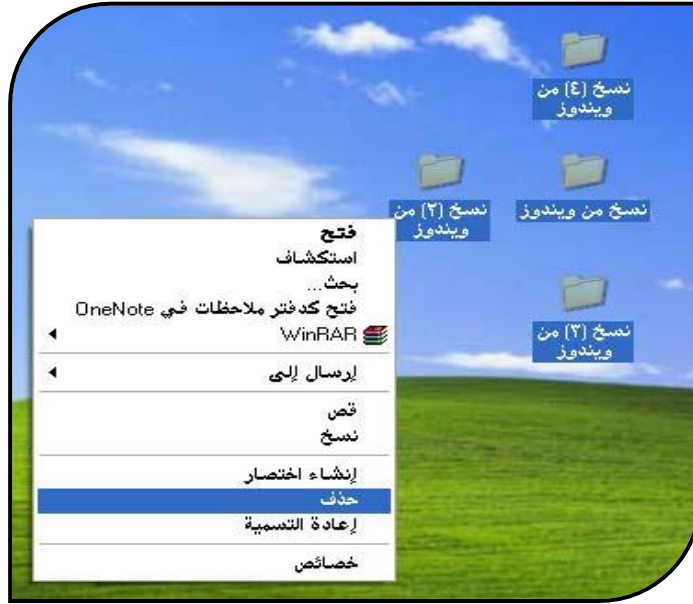 نسخ (٤) من
ويندوز
نسخ من ويندوز
نسخ (٢) من
ويندوز
نسخ (٣) من
ويندوز
فتح
استكشاف
بحث...
فتح كدفتر ملاحظات في OneNote
WinRAR
إرسال إلى
قص
نسخ
إنشاء اختصار
حذف
إعادة التسمية
خصائص